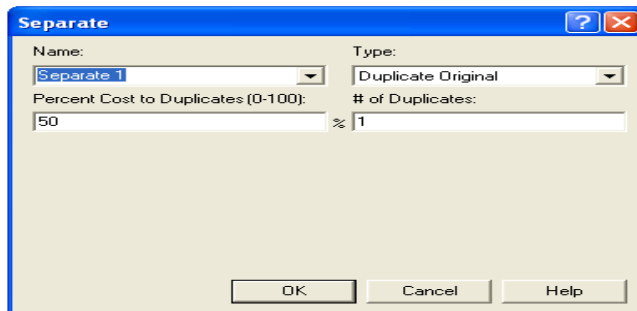 Separate
Name: Type:
Separate 1 Duplicate Original
Percent Cost to Duplicates (0-100): # of Duplicates:
50 % 1
OK Cancel Help